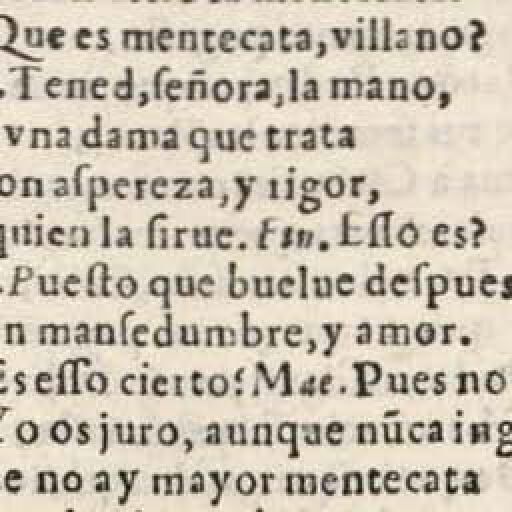 Que es mentecata,villano?
.Tened,ſeñora,la mano,
vna dama que trata
on aſpereza,y rigor,
quien la ſirue. Fin. Eſſo es?
.Pueſto que buelue deſpues
n manſedumbre,y amor.
Es eſſo cierto? Mae. Pues no
Yo os juro, aunque nũca ing
e no ay mayor mentecata